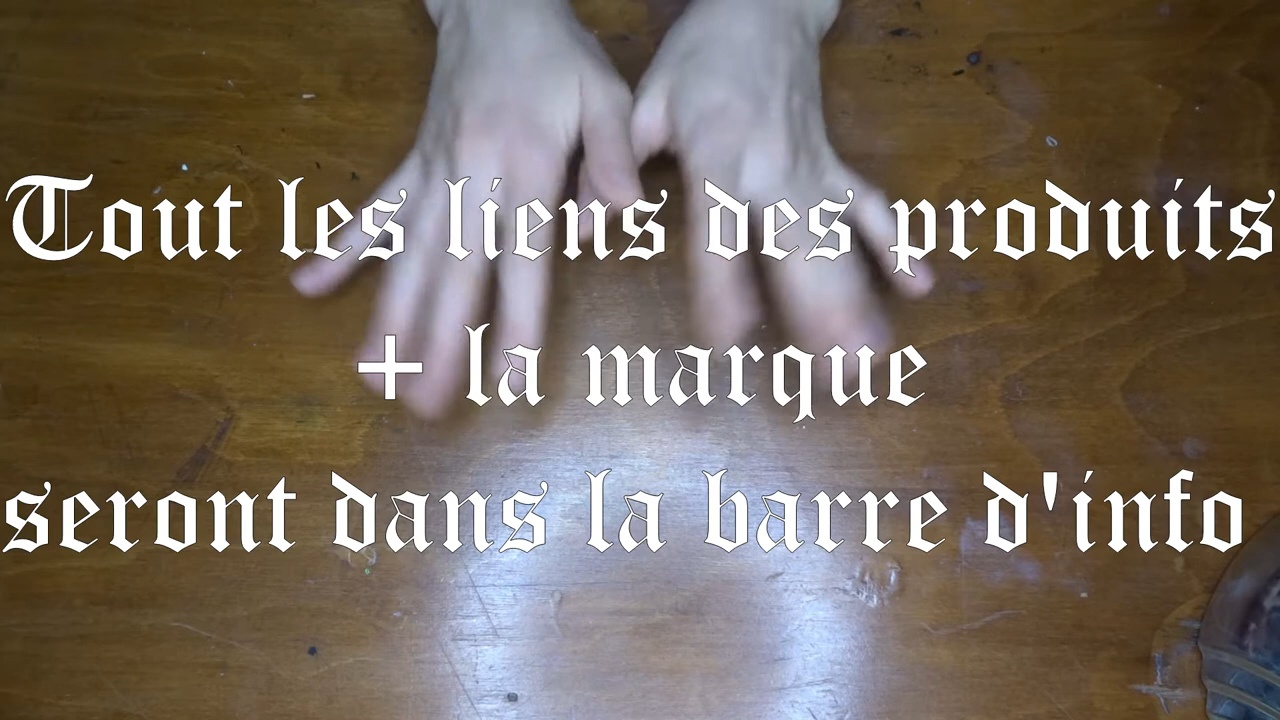 Tout les liens des produits
+ la marque
seront dans la barre d'info